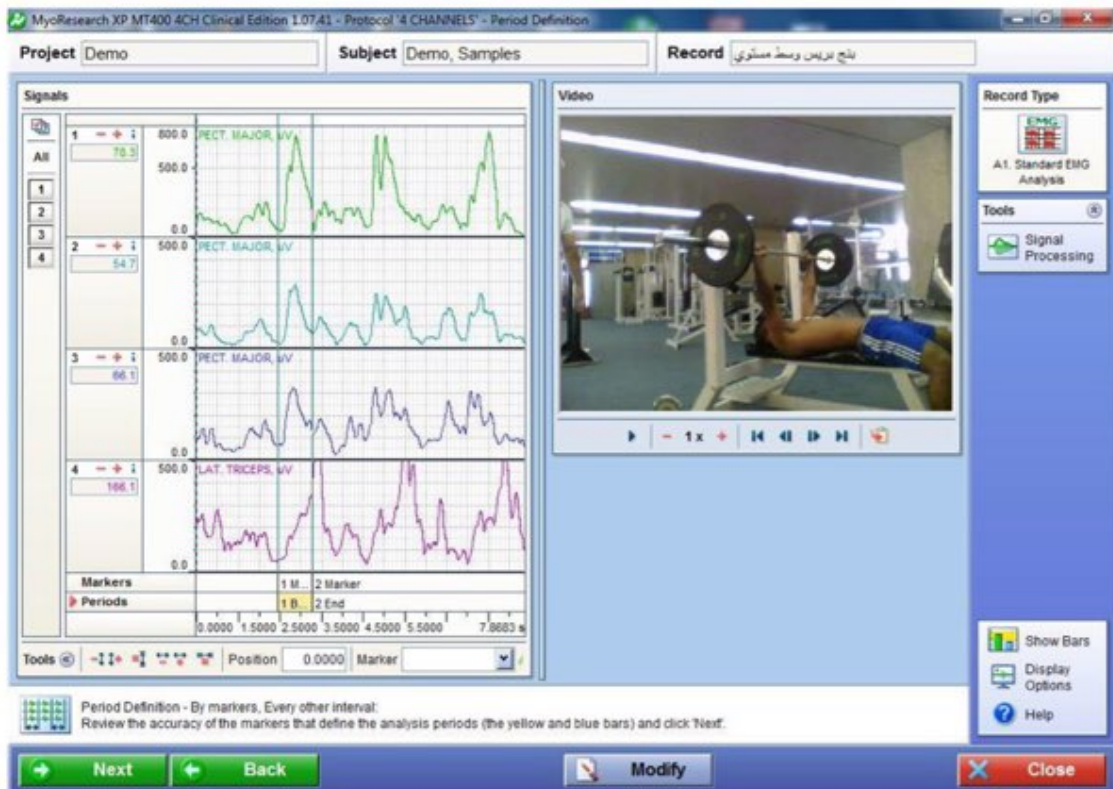 MyoResearch XP MT400 4CH Clinical Edition 1.07.41 - Protocol '4 CHANNELS' - Period Definition
Project Demo Subject Demo, Samples Record بنج بريس وسط مستوي
Signals
All
1
2
3
4
1 - + i
78.3
800.0
500.0
0.0
PECT. MAJOR, uV
2 - + i
54.7
500.0
0.0
PECT. MAJOR, uV
3 - + i
66.1
500.0
0.0
PECT. MAJOR, uV
4 - + i
166.1
500.0
0.0
LAT. TRICEPS, uV
Markers 1 M... 2 Marker
Periods 1 B... 2 End
0.0000 1.5000 2.5000 3.5000 4.5000 5.5000 7.8683 s
Tools Position 0.0000 Marker
Video
- 1 x +
Record Type
EMG
A1. Standard EMG
Analysis
Tools
Signal
Processing
Show Bars
Display
Options
Help
Period Definition - By markers, Every other interval:
Review the accuracy of the markers that define the analysis periods (the yellow and blue bars) and click 'Next'.
Next Back Modify Close